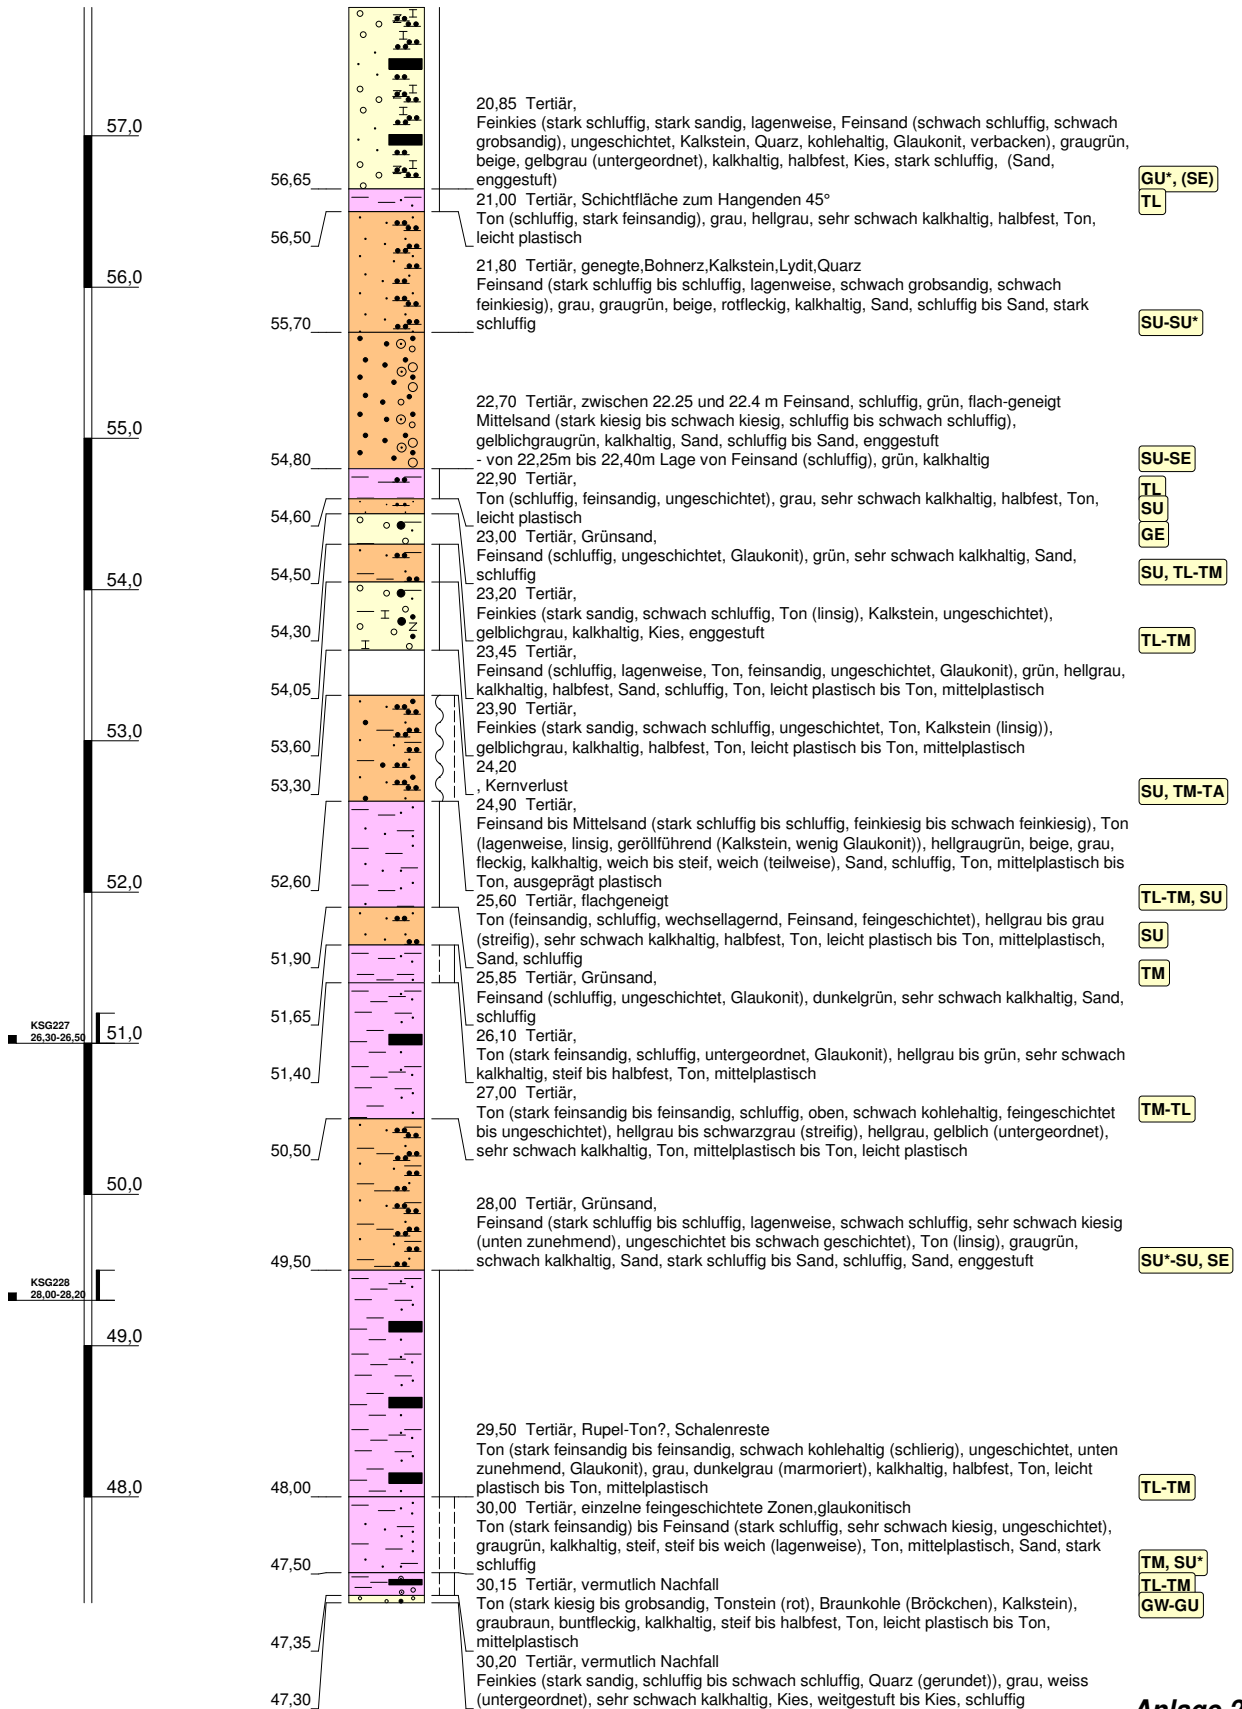 57,0
56,0
55,0
54,0
53,0
52,0
51,0
50,0
49,0
48,0
KSG227
26,30-26,50
KSG228
28,00-28,20
56,65
56,50
55,70
54,80
54,60
54,50
54,30
54,05
53,60
53,30
52,60
51,90
51,65
51,40
50,50
49,50
48,00
47,50
47,35
47,30
20,85 Tertiär,
Feinkies (stark schluffig, stark sandig, lagenweise, Feinsand (schwach schluffig, schwach
grobsandig), ungeschichtet, Kalkstein, Quarz, kohlehaltig, Glaukonit, verbacken), graugrün,
beige, gelbgrau (untergeordnet), kalkhaltig, halbfest, Kies, stark schluffig, (Sand,
enggestuft)
GU*, (SE)
21,00 Tertiär, Schichtfläche zum Hangenden 45°
TL
Ton (schluffig, stark feinsandig), grau, hellgrau, sehr schwach kalkhaltig, halbfest, Ton,
leicht plastisch
21,80 Tertiär, genegte,Bohnerz,Kalkstein,Lydit,Quarz
Feinsand (stark schluffig bis schluffig, lagenweise, schwach grobsandig, schwach
feinkiesig), grau, graugrün, beige, rotfleckig, kalkhaltig, Sand, schluffig bis Sand, stark
schluffig
SU-SU*
22,70 Tertiär, zwischen 22.25 und 22.4 m Feinsand, schluffig, grün, flach-geneigt
Mittelsand (stark kiesig bis schwach kiesig, schluffig bis schwach schluffig),
gelblichgraugrün, kalkhaltig, Sand, schluffig bis Sand, enggestuft
- von 22,25m bis 22,40m Lage von Feinsand (schluffig), grün, kalkhaltig
SU-SE
22,90 Tertiär,
TL
Ton (schluffig, feinsandig, ungeschichtet), grau, sehr schwach kalkhaltig, halbfest, Ton,
leicht plastisch
SU
23,00 Tertiär, Grünsand,
GE
Feinsand (schluffig, ungeschichtet, Glaukonit), grün, sehr schwach kalkhaltig, Sand,
schluffig
SU, TL-TM
23,20 Tertiär,
Feinkies (stark sandig, schwach schluffig, Ton (linsig), Kalkstein, ungeschichtet),
gelblichgrau, kalkhaltig, Kies, enggestuft
TL-TM
23,45 Tertiär,
Feinsand (schluffig, lagenweise, Ton, feinsandig, ungeschichtet, Glaukonit), grün, hellgrau,
kalkhaltig, halbfest, Sand, schluffig, Ton, leicht plastisch bis Ton, mittelplastisch
23,90 Tertiär,
Feinkies (stark sandig, schwach schluffig, ungeschichtet, Ton, Kalkstein (linsig)),
gelblichgrau, kalkhaltig, halbfest, Ton, leicht plastisch bis Ton, mittelplastisch
24,20
, Kernverlust
SU, TM-TA
24,90 Tertiär,
Feinsand bis Mittelsand (stark schluffig bis schluffig, feinkiesig bis schwach feinkiesig), Ton
(lagenweise, linsig, geröllführend (Kalkstein, wenig Glaukonit)), hellgraugrün, beige, grau,
fleckig, kalkhaltig, weich bis steif, weich (teilweise), Sand, schluffig, Ton, mittelplastisch bis
Ton, ausgeprägt plastisch
25,60 Tertiär, flachgeneigt
TL-TM, SU
Ton (feinsandig, schluffig, wechsellagernd, Feinsand, feingeschichtet), hellgrau bis grau
(streifig), sehr schwach kalkhaltig, halbfest, Ton, leicht plastisch bis Ton, mittelplastisch,
Sand, schluffig
SU
25,85 Tertiär, Grünsand,
TM
Feinsand (schluffig, ungeschichtet, Glaukonit), dunkelgrün, sehr schwach kalkhaltig, Sand,
schluffig
26,10 Tertiär,
Ton (stark feinsandig, schluffig, untergeordnet, Glaukonit), hellgrau bis grün, sehr schwach
kalkhaltig, steif bis halbfest, Ton, mittelplastisch
27,00 Tertiär,
Ton (stark feinsandig bis feinsandig, schluffig, oben, schwach kohlehaltig, feingeschichtet
bis ungeschichtet), hellgrau bis schwarzgrau (streifig), hellgrau, gelblich (untergeordnet),
sehr schwach kalkhaltig, Ton, mittelplastisch bis Ton, leicht plastisch
TM-TL
28,00 Tertiär, Grünsand,
Feinsand (stark schluffig bis schluffig, lagenweise, schwach schluffig, sehr schwach kiesig
(unten zunehmend), ungeschichtet bis schwach geschichtet), Ton (linsig), graugrün,
schwach kalkhaltig, Sand, stark schluffig bis Sand, schluffig, Sand, enggestuft
SU*-SU, SE
29,50 Tertiär, Rupel-Ton?, Schalenreste
Ton (stark feinsandig bis feinsandig, schwach kohlehaltig (schlierig), ungeschichtet, unten
zunehmend, Glaukonit), grau, dunkelgrau (marmoriert), kalkhaltig, halbfest, Ton, leicht
plastisch bis Ton, mittelplastisch
TL-TM
30,00 Tertiär, einzelne feingeschichtete Zonen,glaukonitisch
Ton (stark feinsandig) bis Feinsand (stark schluffig, sehr schwach kiesig, ungeschichtet),
graugrün, kalkhaltig, steif, steif bis weich (lagenweise), Ton, mittelplastisch, Sand, stark
schluffig
TM, SU*
30,15 Tertiär, vermutlich Nachfall
TL-TM
Ton (stark kiesig bis grobsandig, Tonstein (rot), Braunkohle (Bröckchen), Kalkstein),
graubraun, buntfleckig, kalkhaltig, steif bis halbfest, Ton, leicht plastisch bis Ton,
mittelplastisch
GW-GU
30,20 Tertiär, vermutlich Nachfall
Feinkies (stark sandig, schluffig bis schwach schluffig, Quarz (gerundet)), grau, weiss
(untergeordnet), sehr schwach kalkhaltig, Kies, weitgestuft bis Kies, schluffig